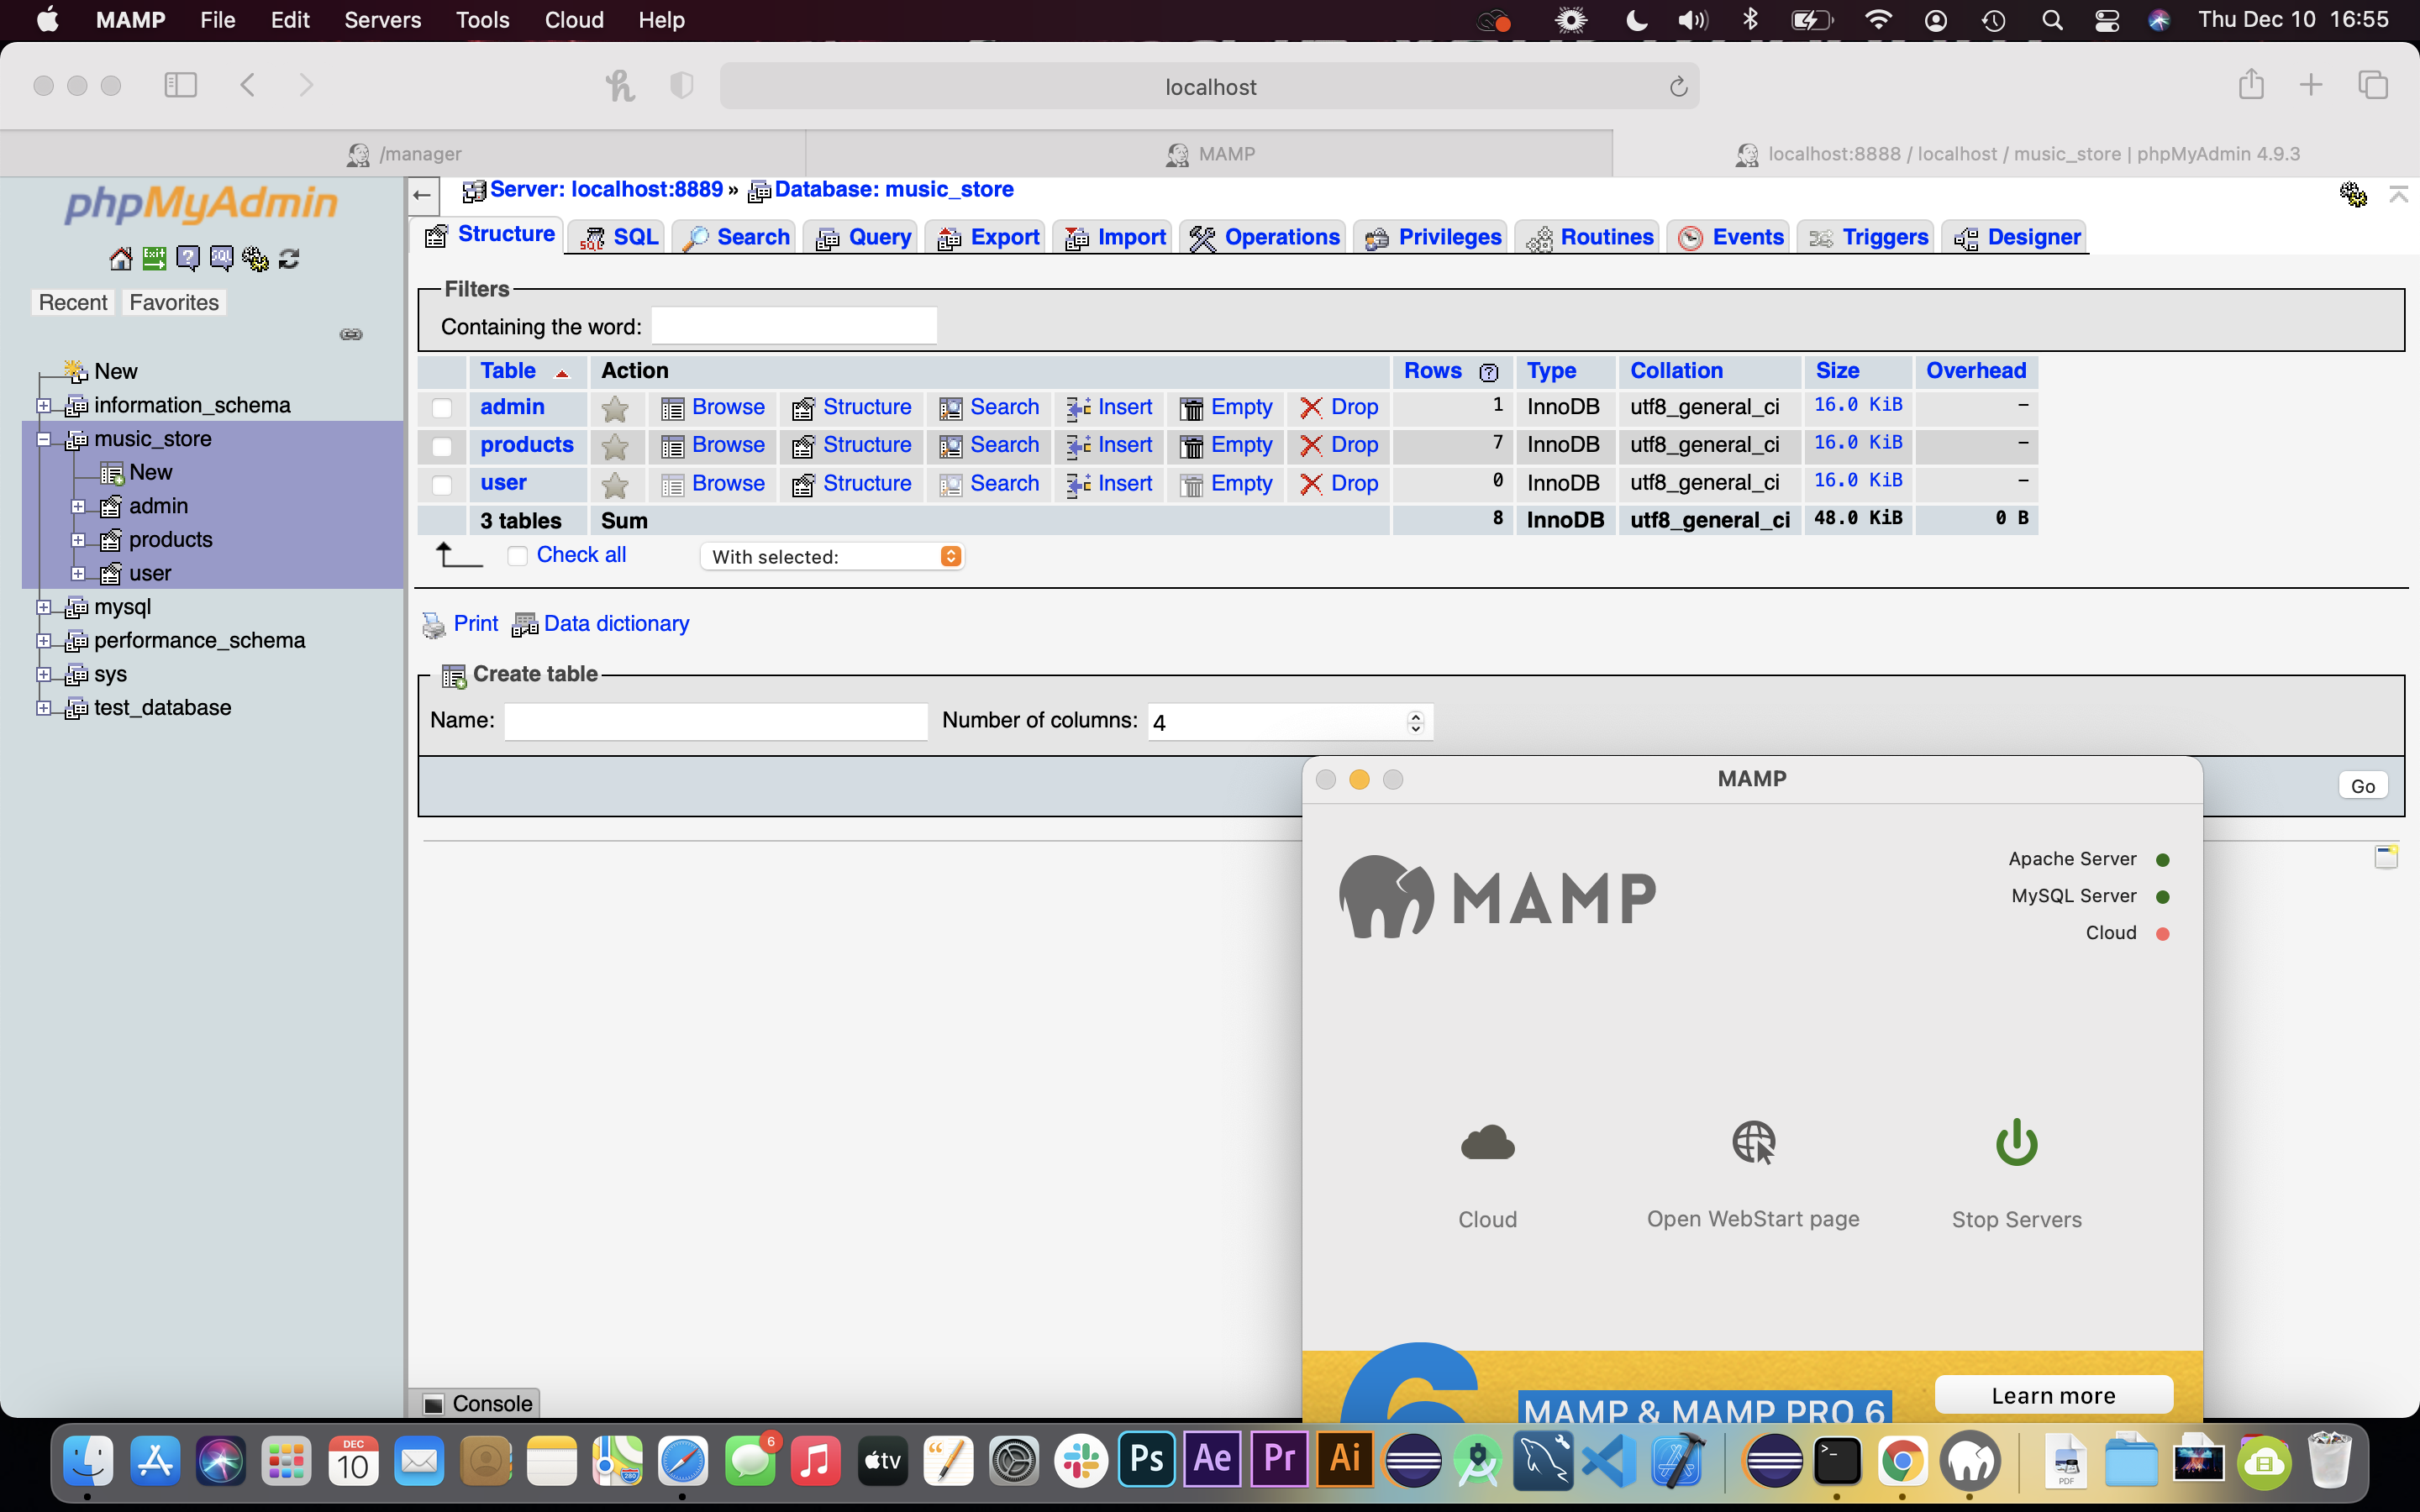 MAMP File Edit Servers Tools Cloud Help Thu Dec 10 16:55
localhost
/manager MAMP localhost:8888 / localhost / music_store | phpMyAdmin 4.9.3
phpMyAdmin
Recent Favorites
New
information_schema
music_store
New
admin
products
user
mysql
performance_schema
sys
test_database
Server: localhost:8889 » Database: music_store
Structure SQL Search Query Export Import Operations Privileges Routines Events Triggers Designer
Filters
Containing the word:
Table Action Rows Type Collation Size Overhead
admin Browse Structure Search Insert Empty Drop 1 InnoDB utf8_general_ci 16.0 KiB –
products Browse Structure Search Insert Empty Drop 7 InnoDB utf8_general_ci 16.0 KiB –
user Browse Structure Search Insert Empty Drop 0 InnoDB utf8_general_ci 16.0 KiB –
3 tables Sum 8 InnoDB utf8_general_ci 48.0 KiB 0 B
Check all With selected:
Print Data dictionary
Create table
Name: Number of columns: 4
Go
Console
MAMP
MAMP
Apache Server
MySQL Server
Cloud
Cloud Open WebStart page Stop Servers
6 MAMP & MAMP PRO 6 Learn more
DEC
10
6
tv
Ps Ae Pr Ai
280
PDF